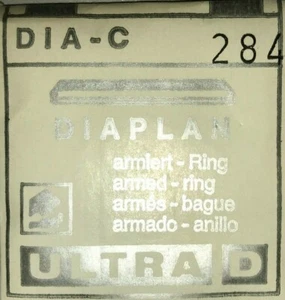 DIA-C
284
DIAPLAN
armiert - Ring
armed - ring
armés - bague
armado - anillo
ULTRA D